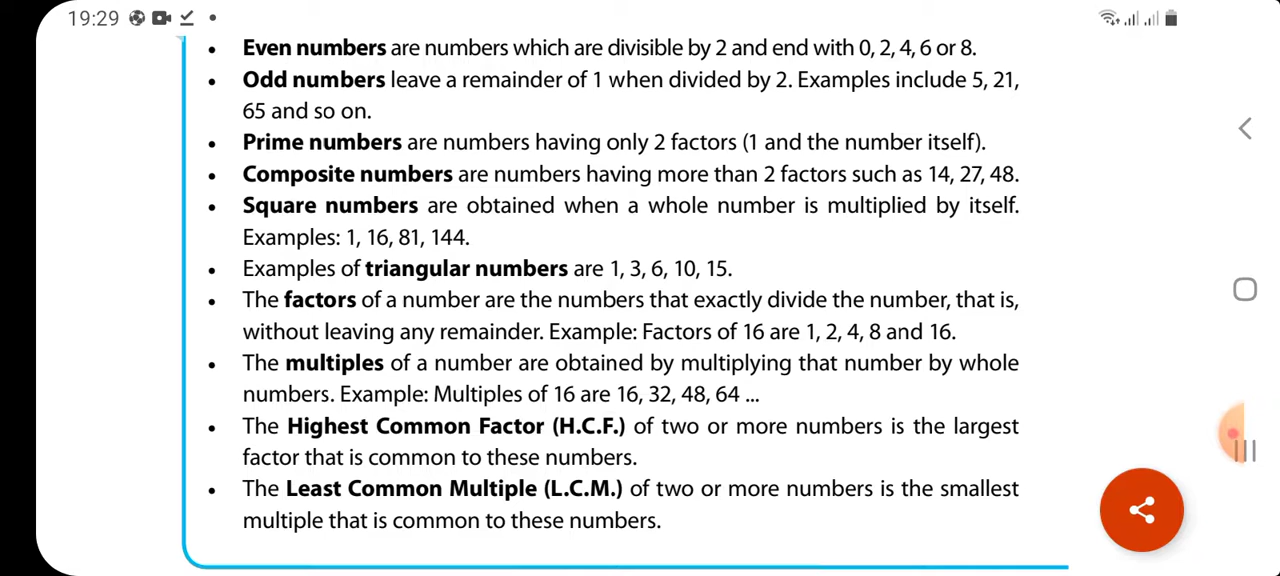 19:29
• Even numbers are numbers which are divisible by 2 and end with 0, 2, 4, 6 or 8.
• Odd numbers leave a remainder of 1 when divided by 2. Examples include 5, 21,
65 and so on.
• Prime numbers are numbers having only 2 factors (1 and the number itself).
• Composite numbers are numbers having more than 2 factors such as 14, 27, 48.
• Square numbers are obtained when a whole number is multiplied by itself.
Examples: 1, 16, 81, 144.
• Examples of triangular numbers are 1, 3, 6, 10, 15.
• The factors of a number are the numbers that exactly divide the number, that is,
without leaving any remainder. Example: Factors of 16 are 1, 2, 4, 8 and 16.
• The multiples of a number are obtained by multiplying that number by whole
numbers. Example: Multiples of 16 are 16, 32, 48, 64 ...
• The Highest Common Factor (H.C.F.) of two or more numbers is the largest
factor that is common to these numbers.
• The Least Common Multiple (L.C.M.) of two or more numbers is the smallest
multiple that is common to these numbers.